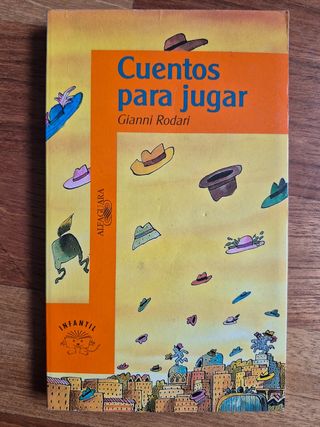 Cuentos
para jugar
Gianni Rodari
ALFAGUARA
INFANTIL